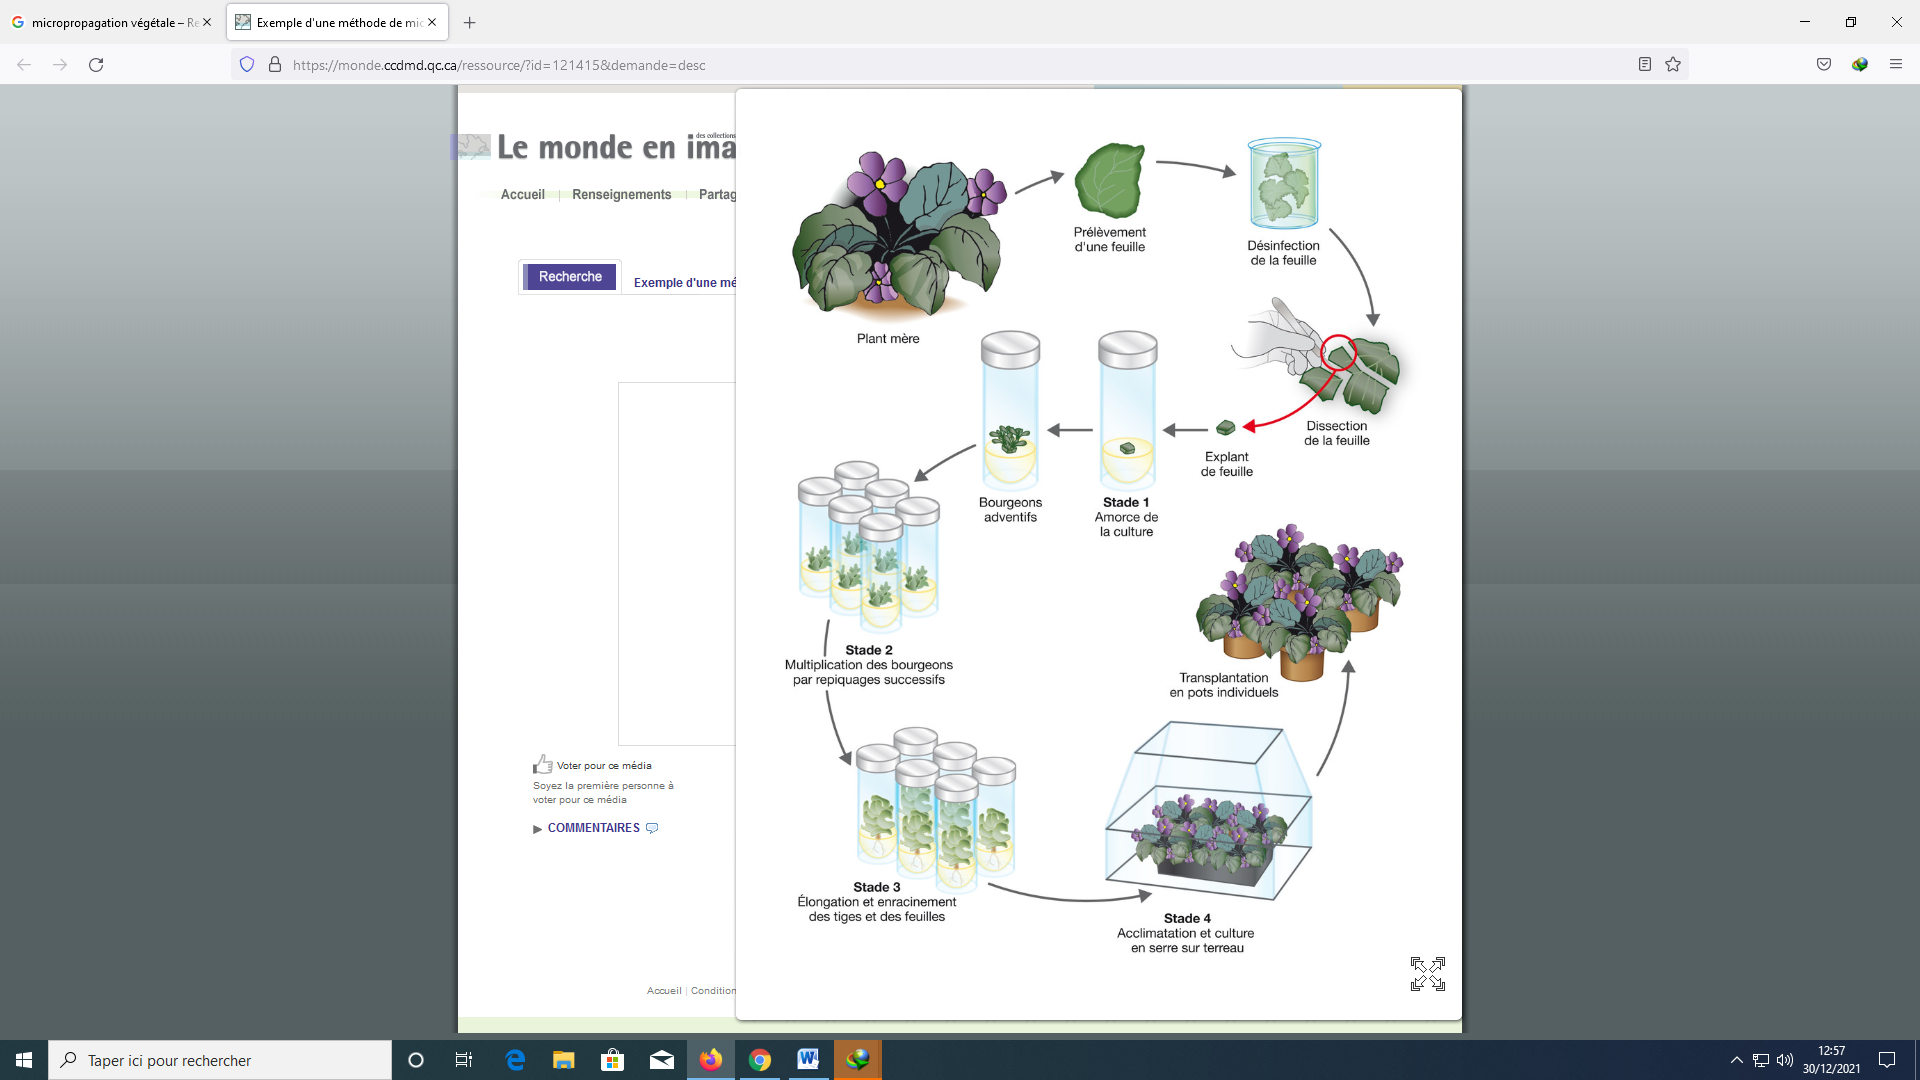 micropropagation végétale – Re
Exemple d'une méthode de mic
https://monde.ccdmd.qc.ca/ressource/?id=121415&demande=desc
des collections
Le monde en ima
Accueil
Renseignements
Partag
Recherche
Exemple d'une mé
Plant mère
Prélèvement
d'une feuille
Désinfection
de la feuille
Dissection
de la feuille
Explant
de feuille
Stade 1
Amorce de
la culture
Bourgeons
adventifs
Stade 2
Multiplication des bourgeons
par repiquages successifs
Stade 3
Élongation et enracinement
des tiges et des feuilles
Stade 4
Acclimatation et culture
en serre sur terreau
Transplantation
en pots individuels
Voter pour ce média
Soyez la première personne à
voter pour ce média
COMMENTAIRES
Accueil | Condition
Taper ici pour rechercher
12:57
30/12/2021